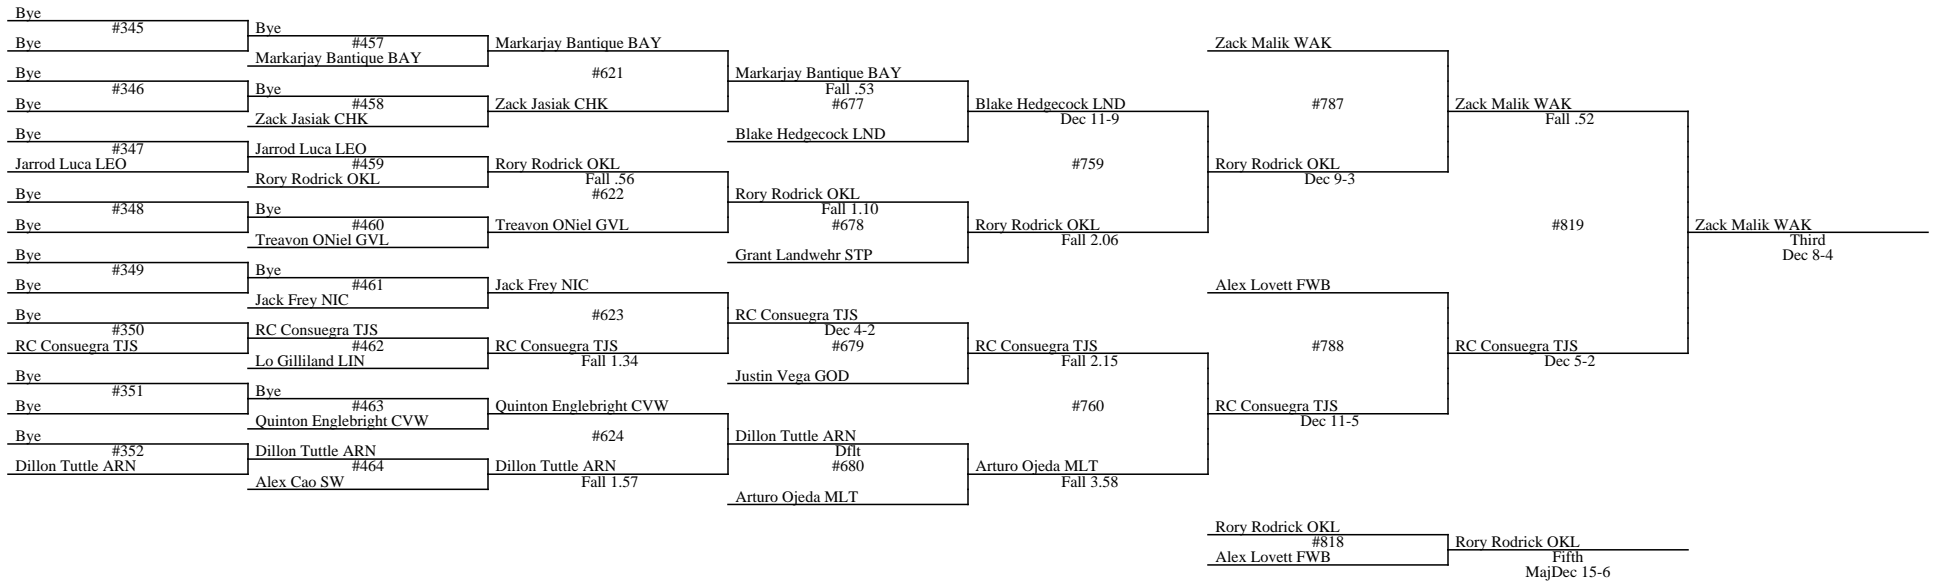 Bye
#345
Bye
Bye
#346
Bye
Bye
#347
Jarrod Luca LEO
Bye
#348
Bye
Bye
#349
Bye
Bye
#350
RC Consuegra TJS
Bye
#351
Bye
Bye
#352
Dillon Tuttle ARN
Bye
#457
Markarjay Bantique BAY
Bye
#458
Zack Jasiak CHK
Jarrod Luca LEO
#459
Rory Rodrick OKL
Bye
#460
Treavon ONiel GVL
Bye
#461
Jack Frey NIC
RC Consuegra TJS
#462
Lo Gilliland LIN
Bye
#463
Quinton Englebright CVW
Dillon Tuttle ARN
#464
Alex Cao SW
Markarjay Bantique BAY
#621
Zack Jasiak CHK
Rory Rodrick OKL
Fall .56
#622
Treavon ONiel GVL
Jack Frey NIC
#623
RC Consuegra TJS
Fall 1.34
Quinton Englebright CVW
#624
Dillon Tuttle ARN
Fall 1.57
Markarjay Bantique BAY
Fall .53
#677
Blake Hedgecock LND
Rory Rodrick OKL
Fall 1.10
#678
Grant Landwehr STP
RC Consuegra TJS
Dec 4-2
#679
Justin Vega GOD
Dillon Tuttle ARN
Dflt
#680
Arturo Ojeda MLT
Blake Hedgecock LND
Dec 11-9
#759
Rory Rodrick OKL
Fall 2.06
RC Consuegra TJS
Fall 2.15
#760
Arturo Ojeda MLT
Fall 3.58
Zack Malik WAK
#787
Rory Rodrick OKL
Dec 9-3
Alex Lovett FWB
#788
RC Consuegra TJS
Dec 11-5
Zack Malik WAK
Fall .52
#819
RC Consuegra TJS
Dec 5-2
Zack Malik WAK
Third
Dec 8-4
Rory Rodrick OKL
#818
Alex Lovett FWB
Rory Rodrick OKL
Fifth
MajDec 15-6